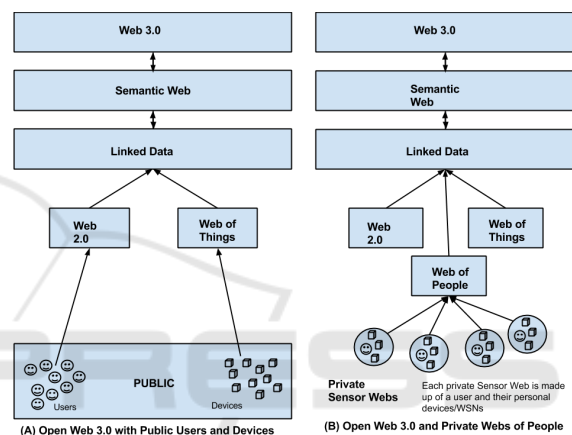 Web 3.0
Semantic Web
Linked Data
Web
2.0
Web of
Things
PUBLIC
Users
Devices
(A) Open Web 3.0 with Public Users and Devices
Web 3.0
Semantic
Web
Linked Data
Web
2.0
Web of
Things
Web of
People
Private
Sensor Webs
Each private Sensor Web is made
up of a user and their personal
devices/WSNs
(B) Open Web 3.0 and Private Webs of People